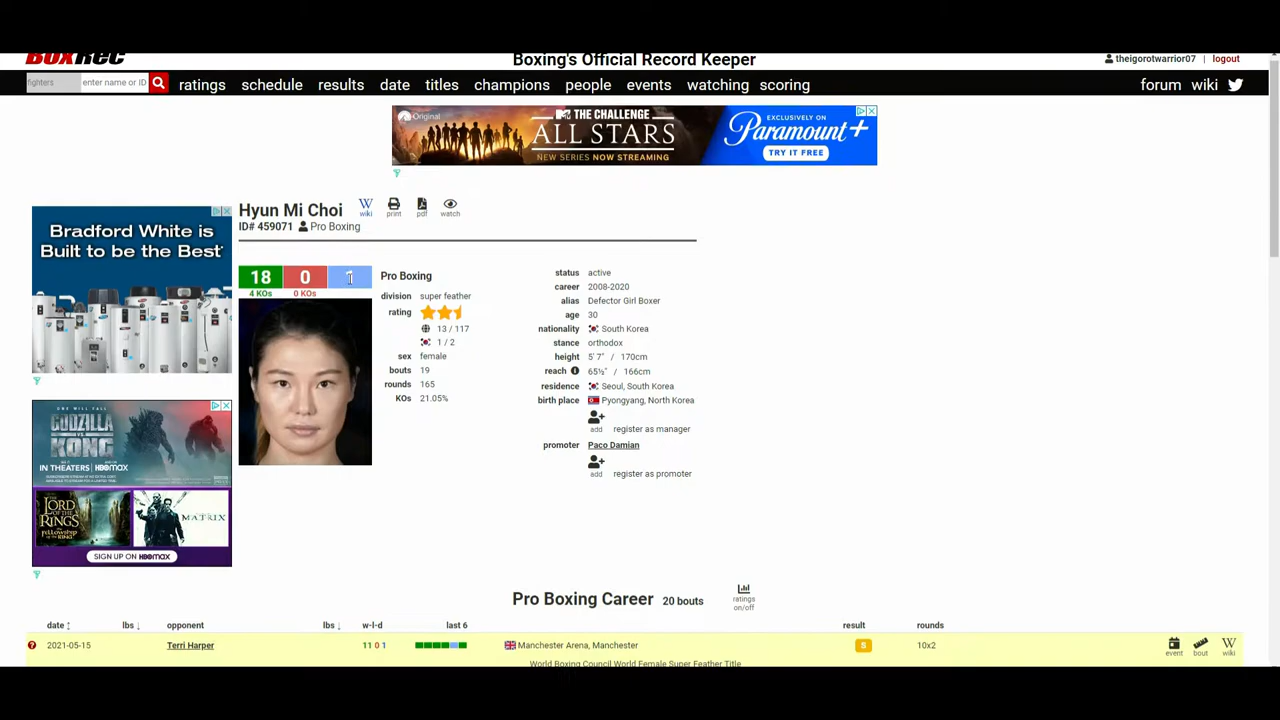 BoxRec
Boxing's Official Record Keeper
theigorotwarrior07 | logout
fighters enter name or ID
ratings schedule results date titles champions people events watching scoring
forum wiki
Original
MTV THE CHALLENGE
ALL STARS
NEW SERIES NOW STREAMING
EXCLUSIVELY ON
Paramount+
TRY IT FREE
Bradford White is
Built to be the Best
Hyun Mi Choi
wiki print pdf watch
ID# 459071 Pro Boxing
18 0 1
4 KOs 0 KOs
Pro Boxing
division super feather
rating
13 / 117
1 / 2
sex female
bouts 19
rounds 165
KOs 21.05%
status active
career 2008-2020
alias Defector Girl Boxer
age 30
nationality South Korea
stance orthodox
height 5' 7" / 170cm
reach 65½" / 166cm
residence Seoul, South Korea
birth place Pyongyang, North Korea
add register as manager
promoter Paco Damian
add register as promoter
ONE WILL FALL
GODZILLA
VS.
KONG
IN THEATERS | HBOMAX
THE
LORD
OF THE
RINGS
MATRIX
SIGN UP ON HBOMAX
Pro Boxing Career 20 bouts
ratings
on/off
date lbs opponent lbs w-l-d last 6 result rounds
2021-05-15 Terri Harper 11 0 1 Manchester Arena, Manchester S 10x2
event bout wiki
World Boxing Council World Female Super Feather Title